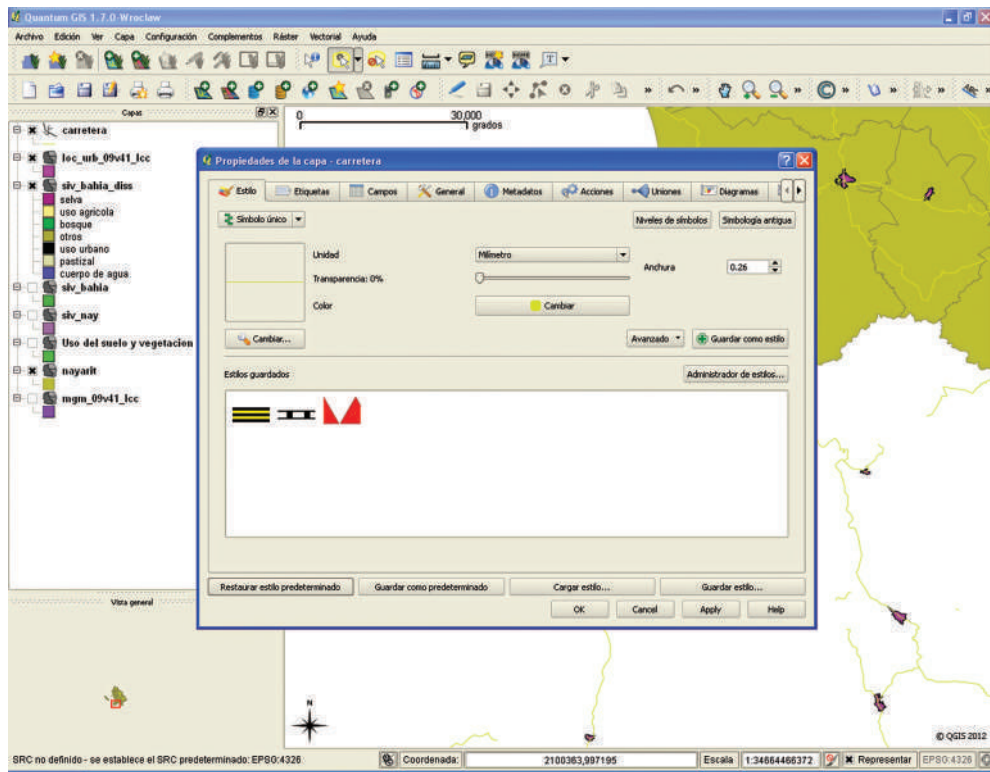 Quantum GIS 1.7.0-Wroclaw
Archivo Edición Ver Capa Configuración Complementos Ráster Vectorial Ayuda
Capas
carretera
loc_urb_09v41_lcc
siv_bahia_diss
selva
uso agricola
bosque
otros
uso urbano
pastizal
cuerpo de agua
siv_bahia
siv_nay
Uso del suelo y vegetacion
nayarit
mgm_09v41_lcc
Vista general
0 30,000
grados
Propiedades de la capa - carretera
Estilo Etiquetas Campos General Metadatos Acciones Uniones Diagramas
Símbolo único Niveles de símbolos Simbología antigua
Unidad Milímetro
Anchura 0.26
Transparencia: 0%
Color Cambiar
Cambiar... Avanzado Guardar como estilo
Estilos guardados Administrador de estilos...
Restaurar estilo predeterminado Guardar como predeterminado Cargar estilo... Guardar estilo...
OK Cancel Apply Help
N
© QGIS 2012
SRC no definido - se establece el SRC predeterminado: EPSG:4326 Coordenada: 2100363,997195 Escala 1:34664466372 Representar EPSG:4326